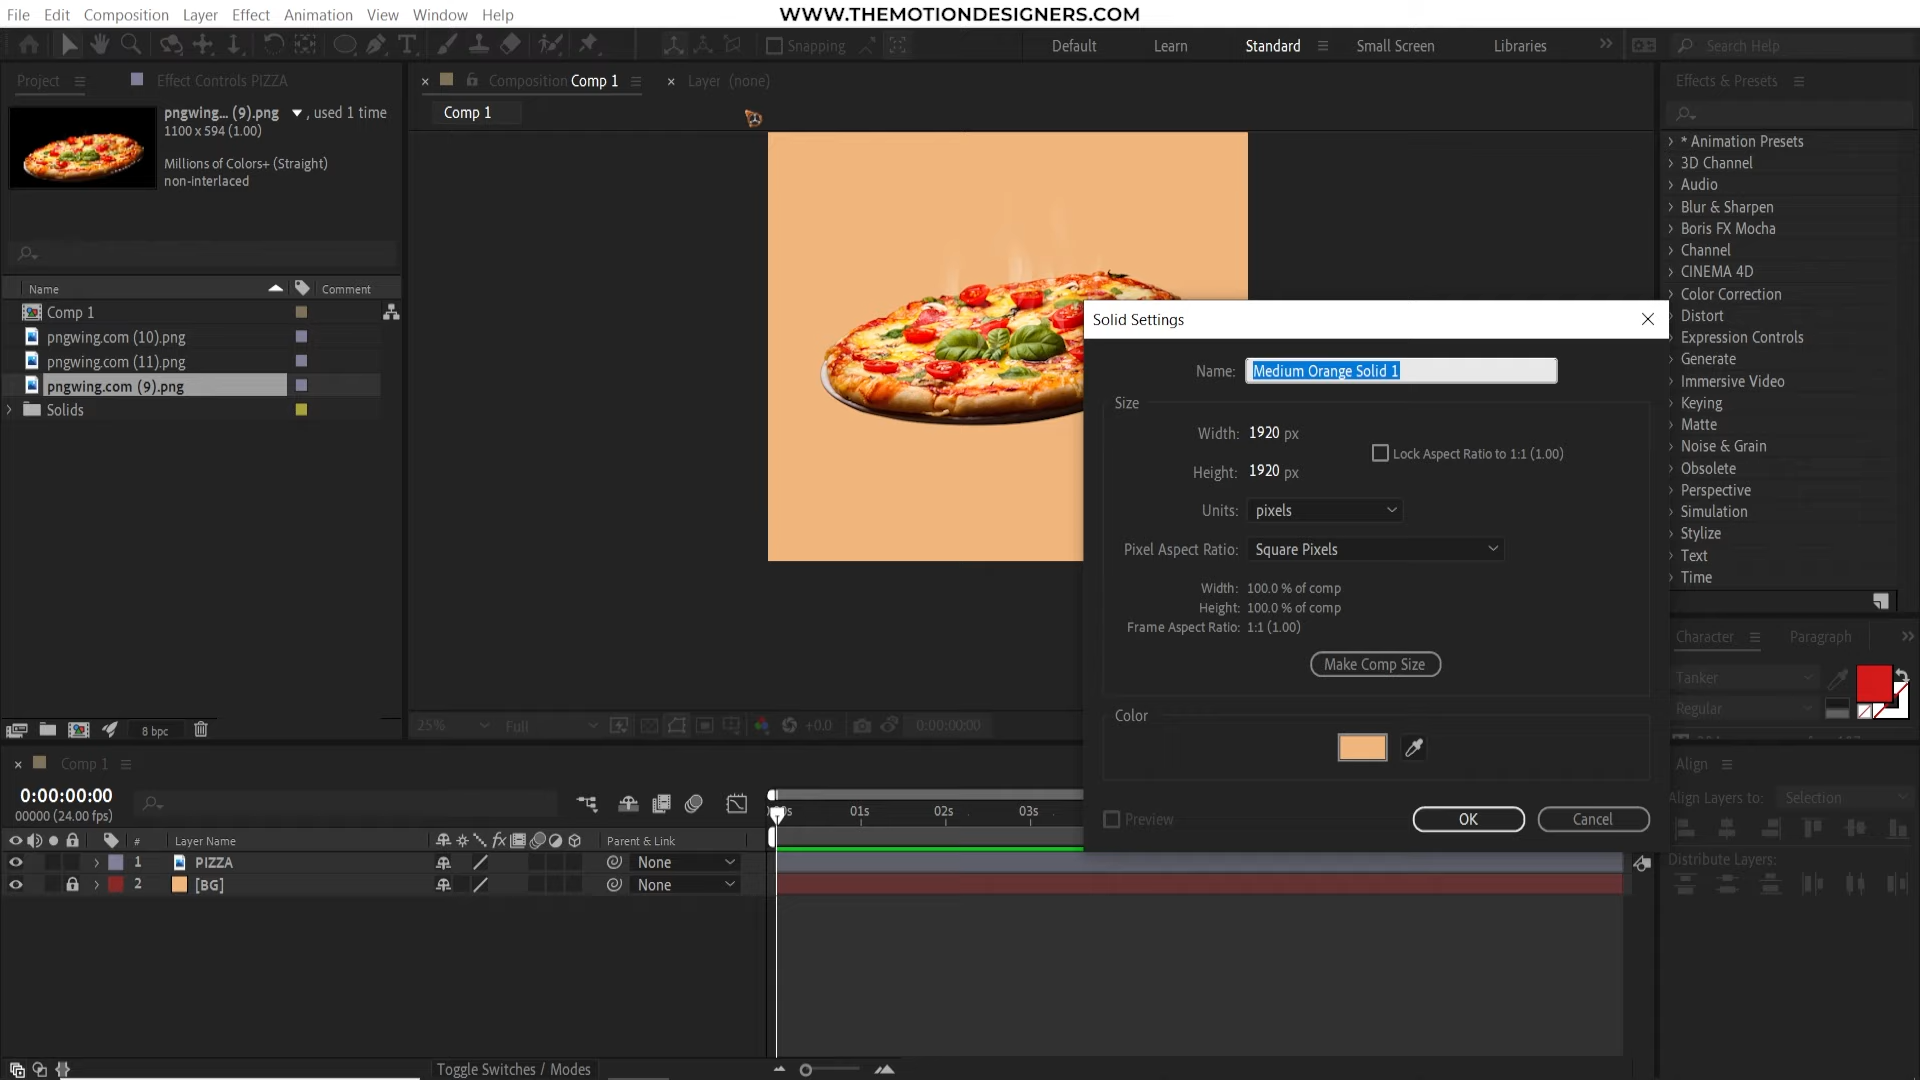 File Edit Composition Layer Effect Animation View Window Help
WWW.THEMOTIONDESIGNERS.COM
Snapping
Default Learn Standard Small Screen Libraries
Search Help
Project
Effect Controls PIZZA
Composition Comp 1
Layer (none)
Effects & Presets
Comp 1
pngwing... (9).png , used 1 time
1100 x 594 (1.00)
Millions of Colors+ (Straight)
non-interlaced
Name Comment
Comp 1
pngwing.com (10).png
pngwing.com (11).png
pngwing.com (9).png
Solids
8 bpc
25% Full +0.0 0:00:00:00
Solid Settings
Name: Medium Orange Solid 1
Size
Width: 1920 px
Lock Aspect Ratio to 1:1 (1.00)
Height: 1920 px
Units: pixels
Pixel Aspect Ratio: Square Pixels
Width: 100.0 % of comp
Height: 100.0 % of comp
Frame Aspect Ratio: 1:1 (1.00)
Make Comp Size
Color
Preview
OK
Cancel
* Animation Presets
3D Channel
Audio
Blur & Sharpen
Boris FX Mocha
Channel
CINEMA 4D
Color Correction
Distort
Expression Controls
Generate
Immersive Video
Keying
Matte
Noise & Grain
Obsolete
Perspective
Simulation
Stylize
Text
Time
Character Paragraph
Tanker
Regular
Align
Align Layers to: Selection
Distribute Layers:
Comp 1
0:00:00:00
00000 (24.00 fps)
01s 02s 03s
# Layer Name Parent & Link
1 PIZZA None
2 [BG] None
Toggle Switches / Modes